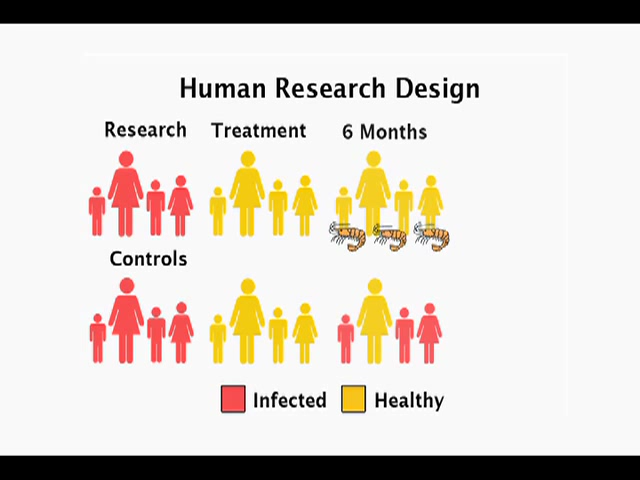 Human Research Design
Research Treatment 6 Months
Controls
Infected Healthy